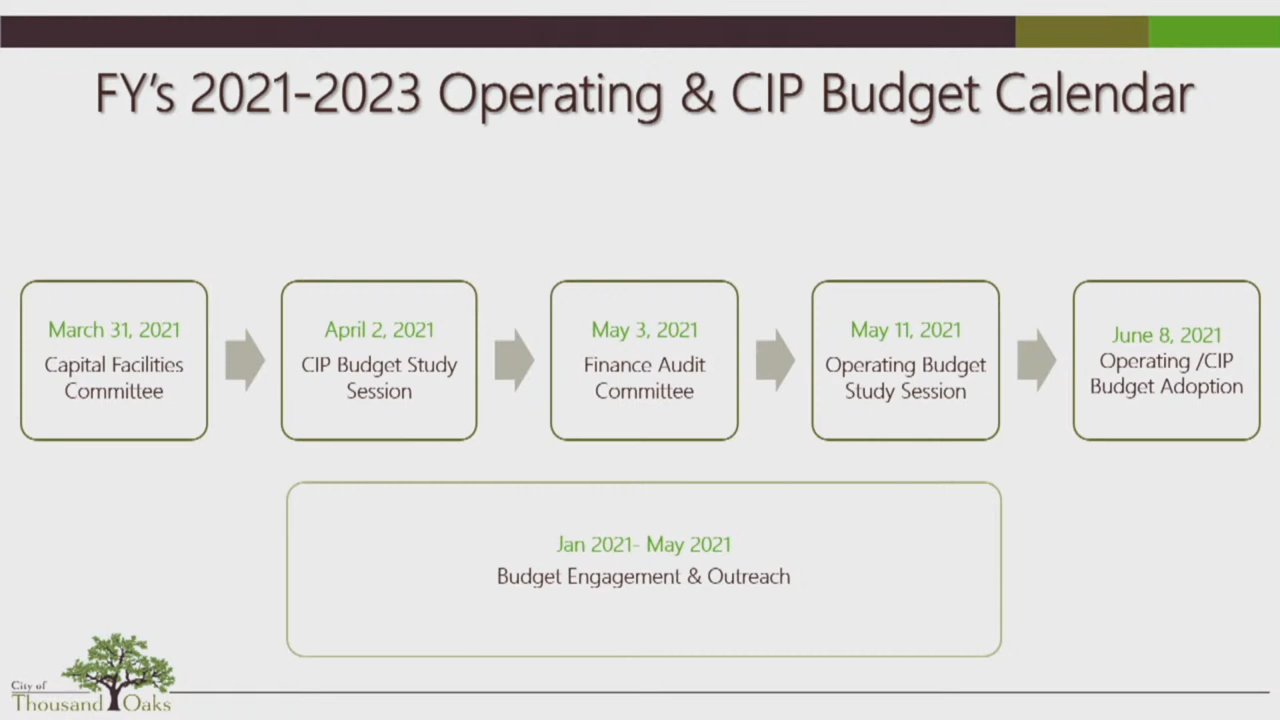 FY's 2021-2023 Operating & CIP Budget Calendar
March 31, 2021
Capital Facilities
Committee
April 2, 2021
CIP Budget Study
Session
May 3, 2021
Finance Audit
Committee
May 11, 2021
Operating Budget
Study Session
June 8, 2021
Operating /CIP
Budget Adoption
Jan 2021- May 2021
Budget Engagement & Outreach
City of
Thousand Oaks